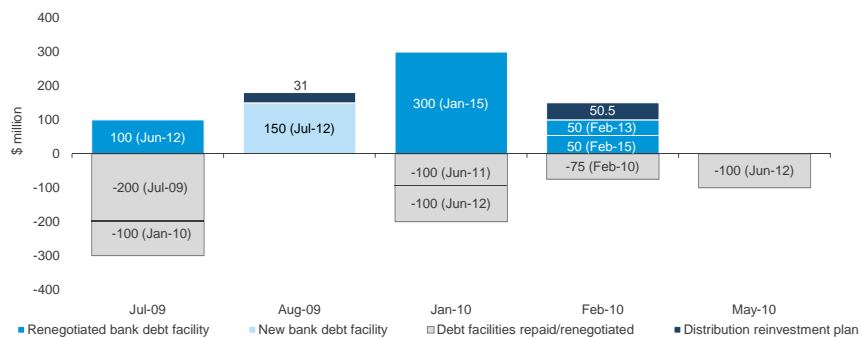 400
300
200
100
0
-100
-200
-300
-400
$ million
100 (Jun-12)
-200 (Jul-09)
-100 (Jan-10)
31
150 (Jul-12)
300 (Jan-15)
-100 (Jun-11)
-100 (Jun-12)
50.5
50 (Feb-13)
50 (Feb-15)
-75 (Feb-10)
-100 (Jun-12)
Jul-09 Aug-09 Jan-10 Feb-10 May-10
Renegotiated bank debt facility New bank debt facility Debt facilities repaid/renegotiated Distribution reinvestment plan